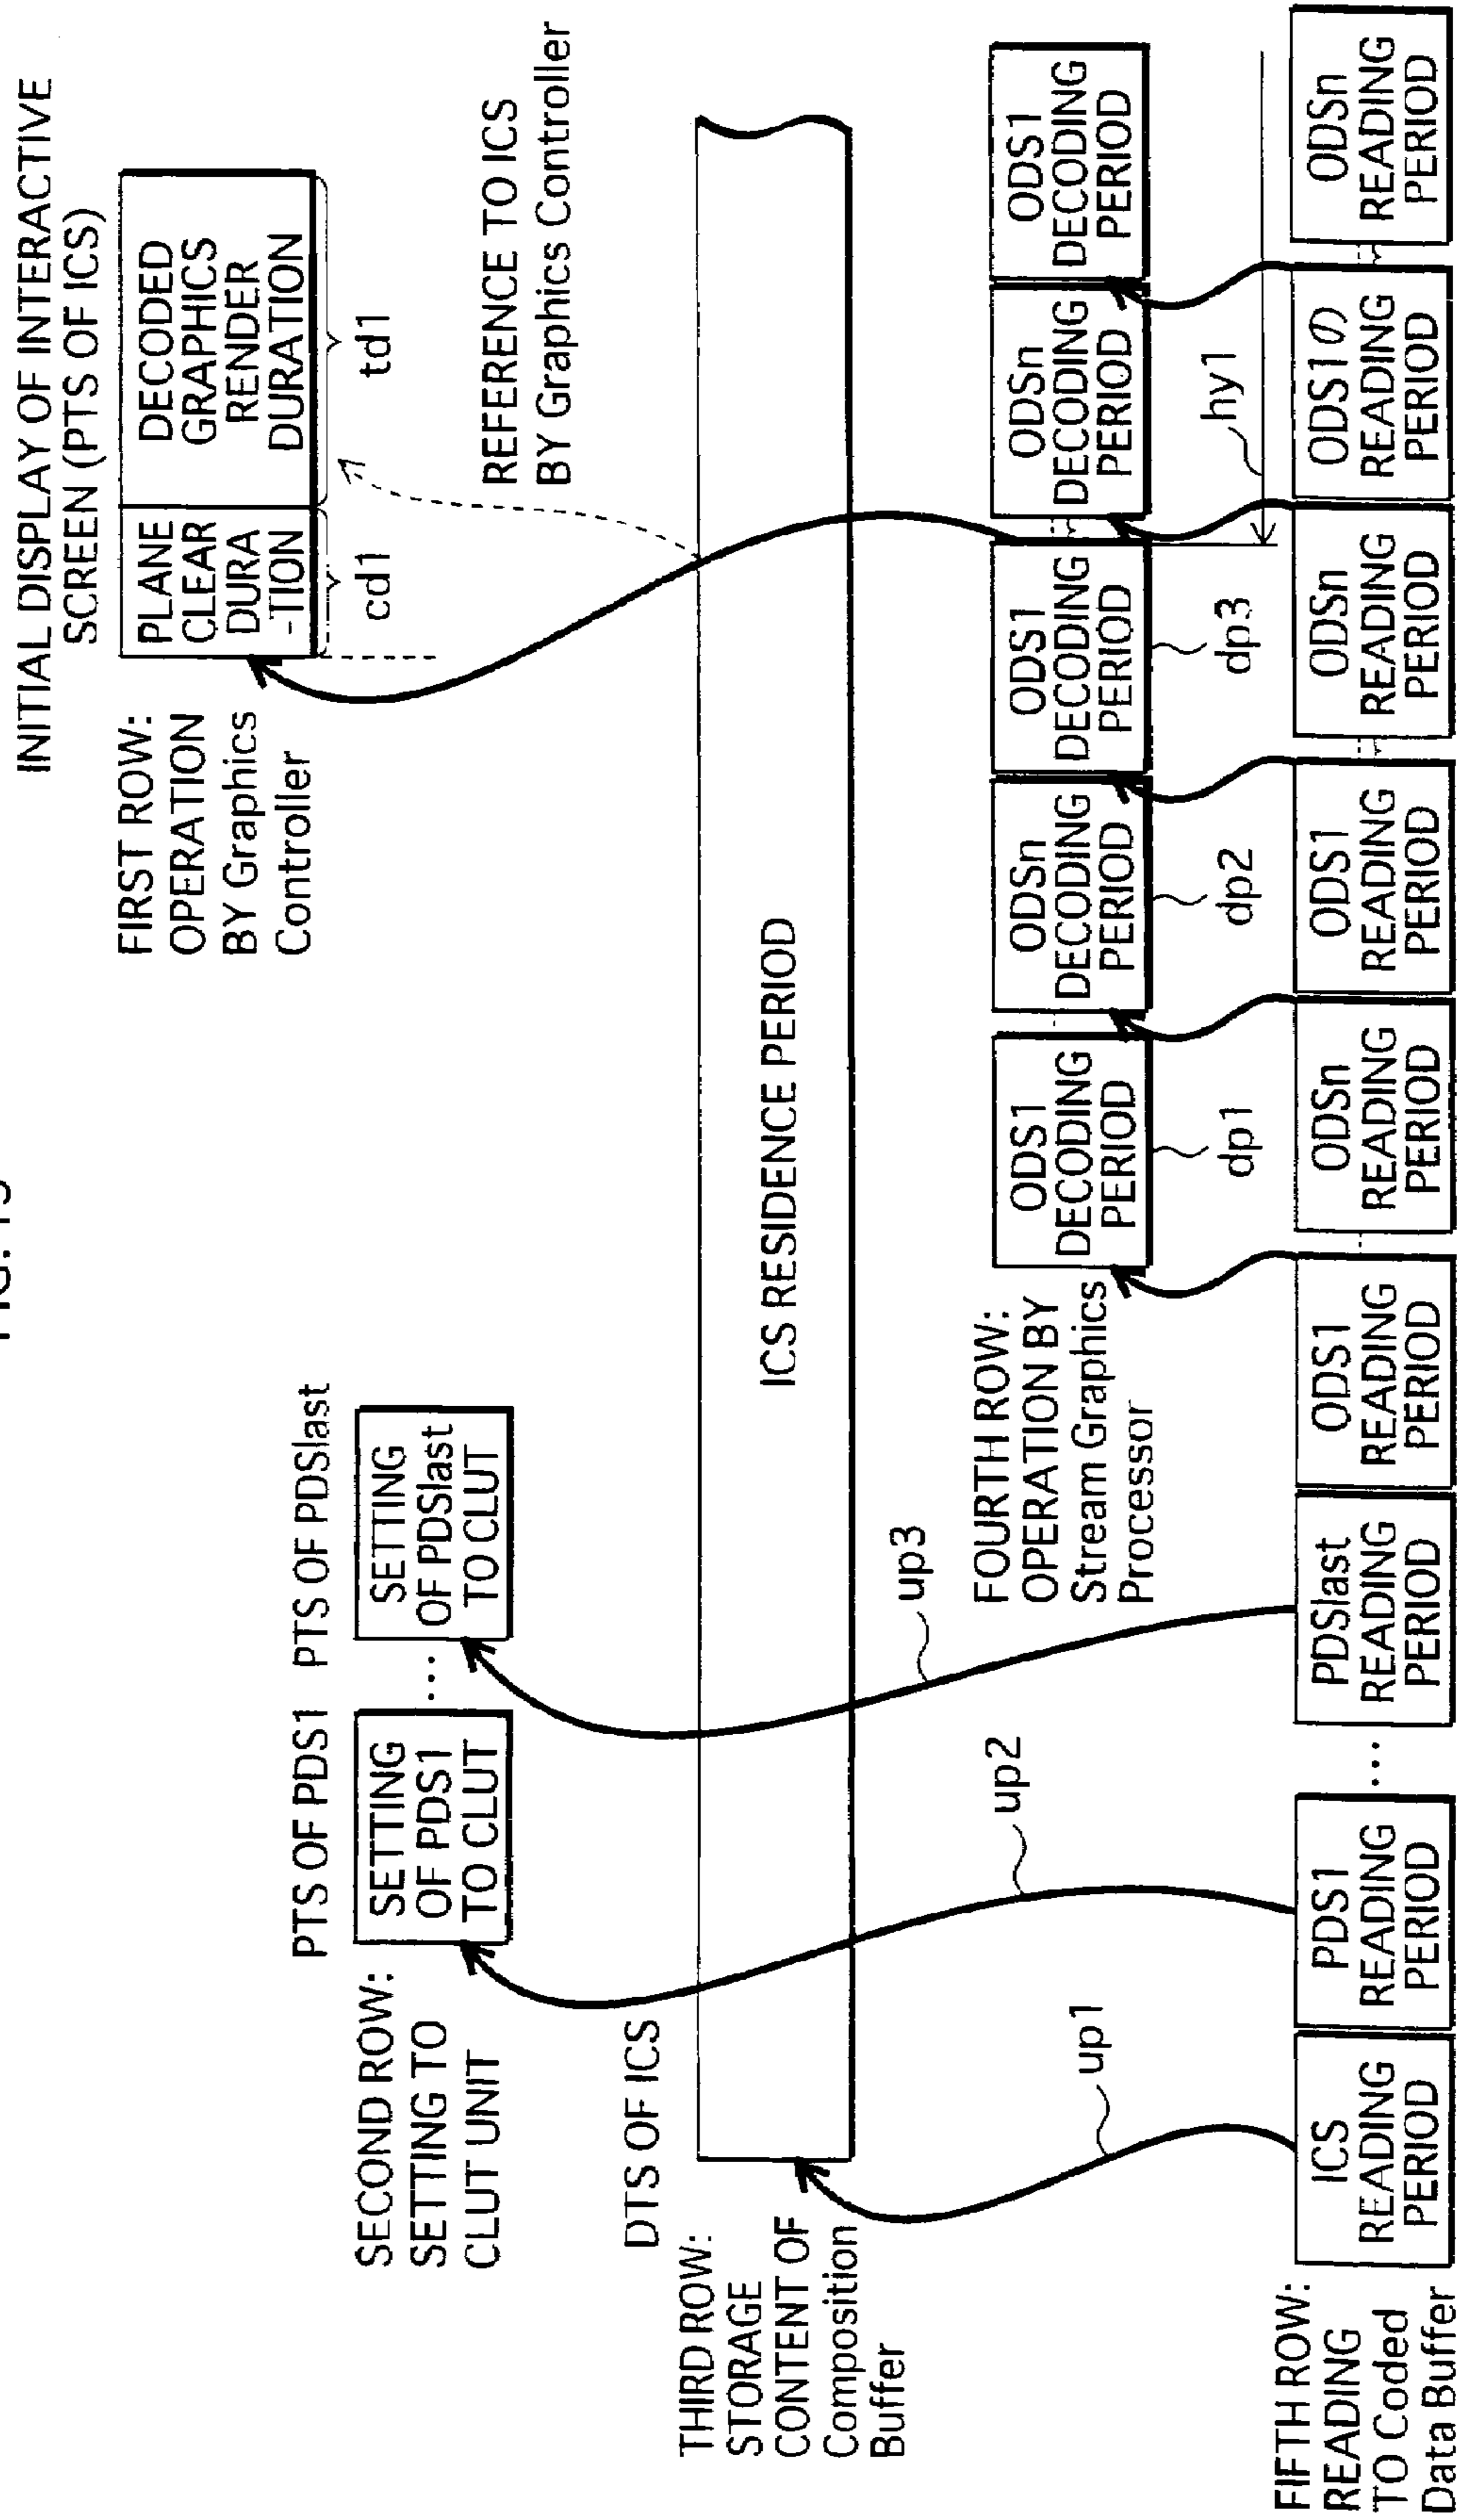 INITIAL DISPLAY OF INTERACTIVE
SCREEN (PTS OF ICS)
FIRST ROW:
OPERATION
BY Graphics
Controller
PLANE
CLEAR
DURA
-TION
DECODED
GRAPHICS
RENDER
DURATION
cd1
td1
PTS OF PDS1
PTS OF PDSlast
SECOND ROW:
SETTING TO
CLUT UNIT
SETTING
OF PDS1
TO CLUT
...
SETTING
OF PDSlast
TO CLUT
REFERENCE TO ICS
BY Graphics Controller
DTS OF ICS
THIRD ROW:
STORAGE
CONTENT OF
Composition
Buffer
ICS RESIDENCE PERIOD
up1
up2
up3
FOURTH ROW:
OPERATION BY
Stream Graphics
Processor
ODS1
DECODING
PERIOD
ODSn
DECODING
PERIOD
ODS1
DECODING
PERIOD
ODSn
DECODING
PERIOD
ODS1
DECODING
PERIOD
dp1
dp2
dp3
hy1
FIFTH ROW:
READING
TO Coded
Data Buffer
ICS
READING
PERIOD
PDS1
READING
PERIOD
...
PDSlast
READING
PERIOD
ODS1
READING
PERIOD
ODSn
READING
PERIOD
ODS1
READING
PERIOD
ODSn
READING
PERIOD
ODS1の
READING
PERIOD
ODSn
READING
PERIOD